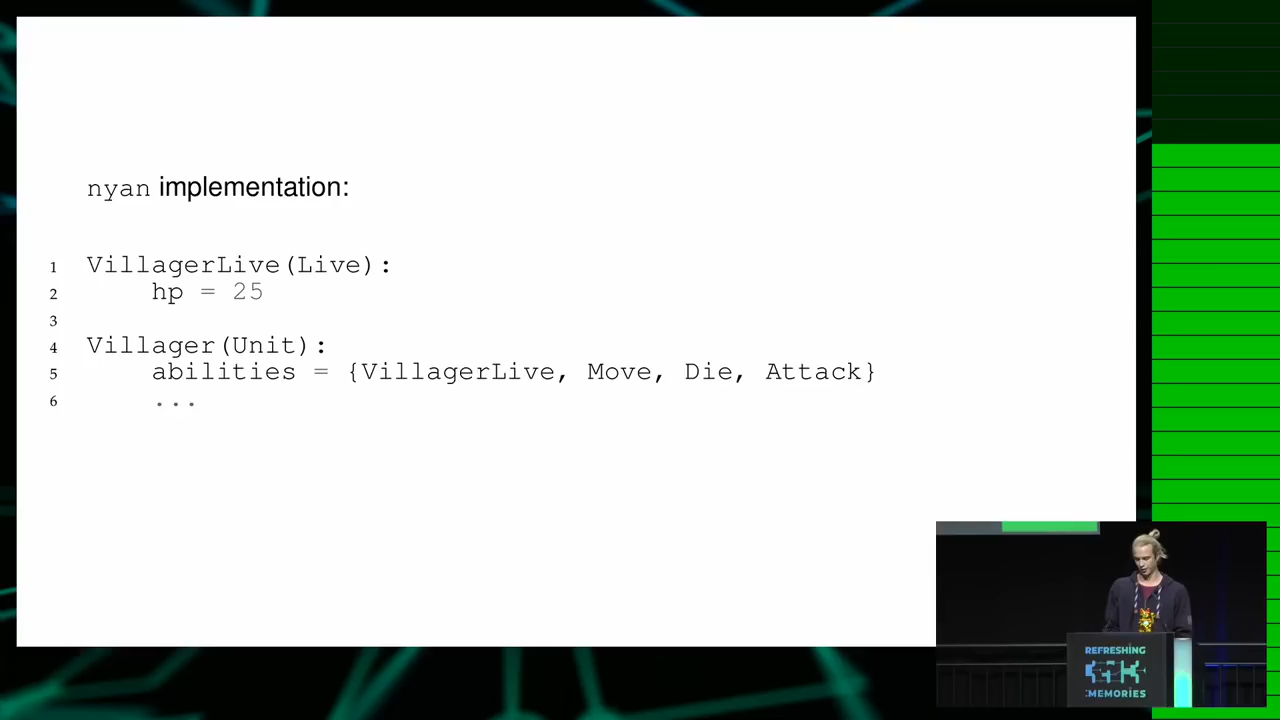 nyan implementation:
1 VillagerLive(Live):
2 hp = 25
3
4 Villager(Unit):
5 abilities = {VillagerLive, Move, Die, Attack}
6 ...
REFRESHING
MEMORIES